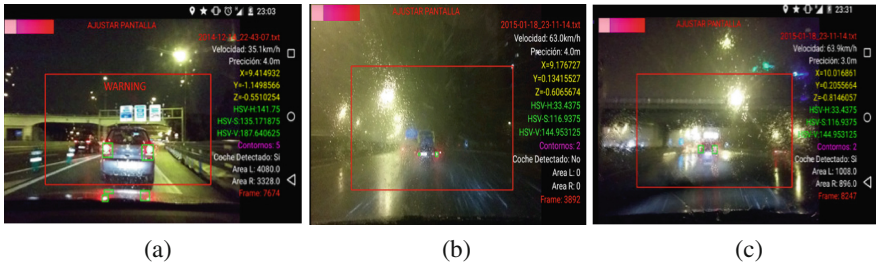 23:03
AJUSTAR PANTALLA
22-43-07.txt
Velocidad: 35.1km/h
Precición: 4.0m
X=9.414932
Y=-1.1498566
Z=-0.5510254
HSV-H:141.75
HSV-S:135.171875
HSV-V:187.640625
Contornos: 5
Coche Detectado: Si
Area L: 4080.0
Area R: 3328.0
Frame: 7674
WARNING
(a)
AJUSTAR PANTALLA
2015-01-18_23-11-14.txt
Velocidad: 63.0km/h
Precición: 4.0m
X=9.176727
Y=0.13415527
Z=-0.6065674
HSV-H:33.4375
HSV-S:116.9375
HSV-V:144.953125
Contornos: 2
Coche Detectado: No
Area L: 0
Area R: 0
Frame: 3892
(b)
23:31
AJUSTAR PANTALLA
2015-01-18_23-11-14.txt
Velocidad: 63.9km/h
Precición: 3.0m
X=10.016861
Y=0.2055664
Z=-0.8146057
HSV-H:33.4375
HSV-S:116.9375
HSV-V:144.953125
Contornos: 2
Coche Detectado: Si
Area L: 1008.0
Area R: 896.0
Frame: 8247
(c)